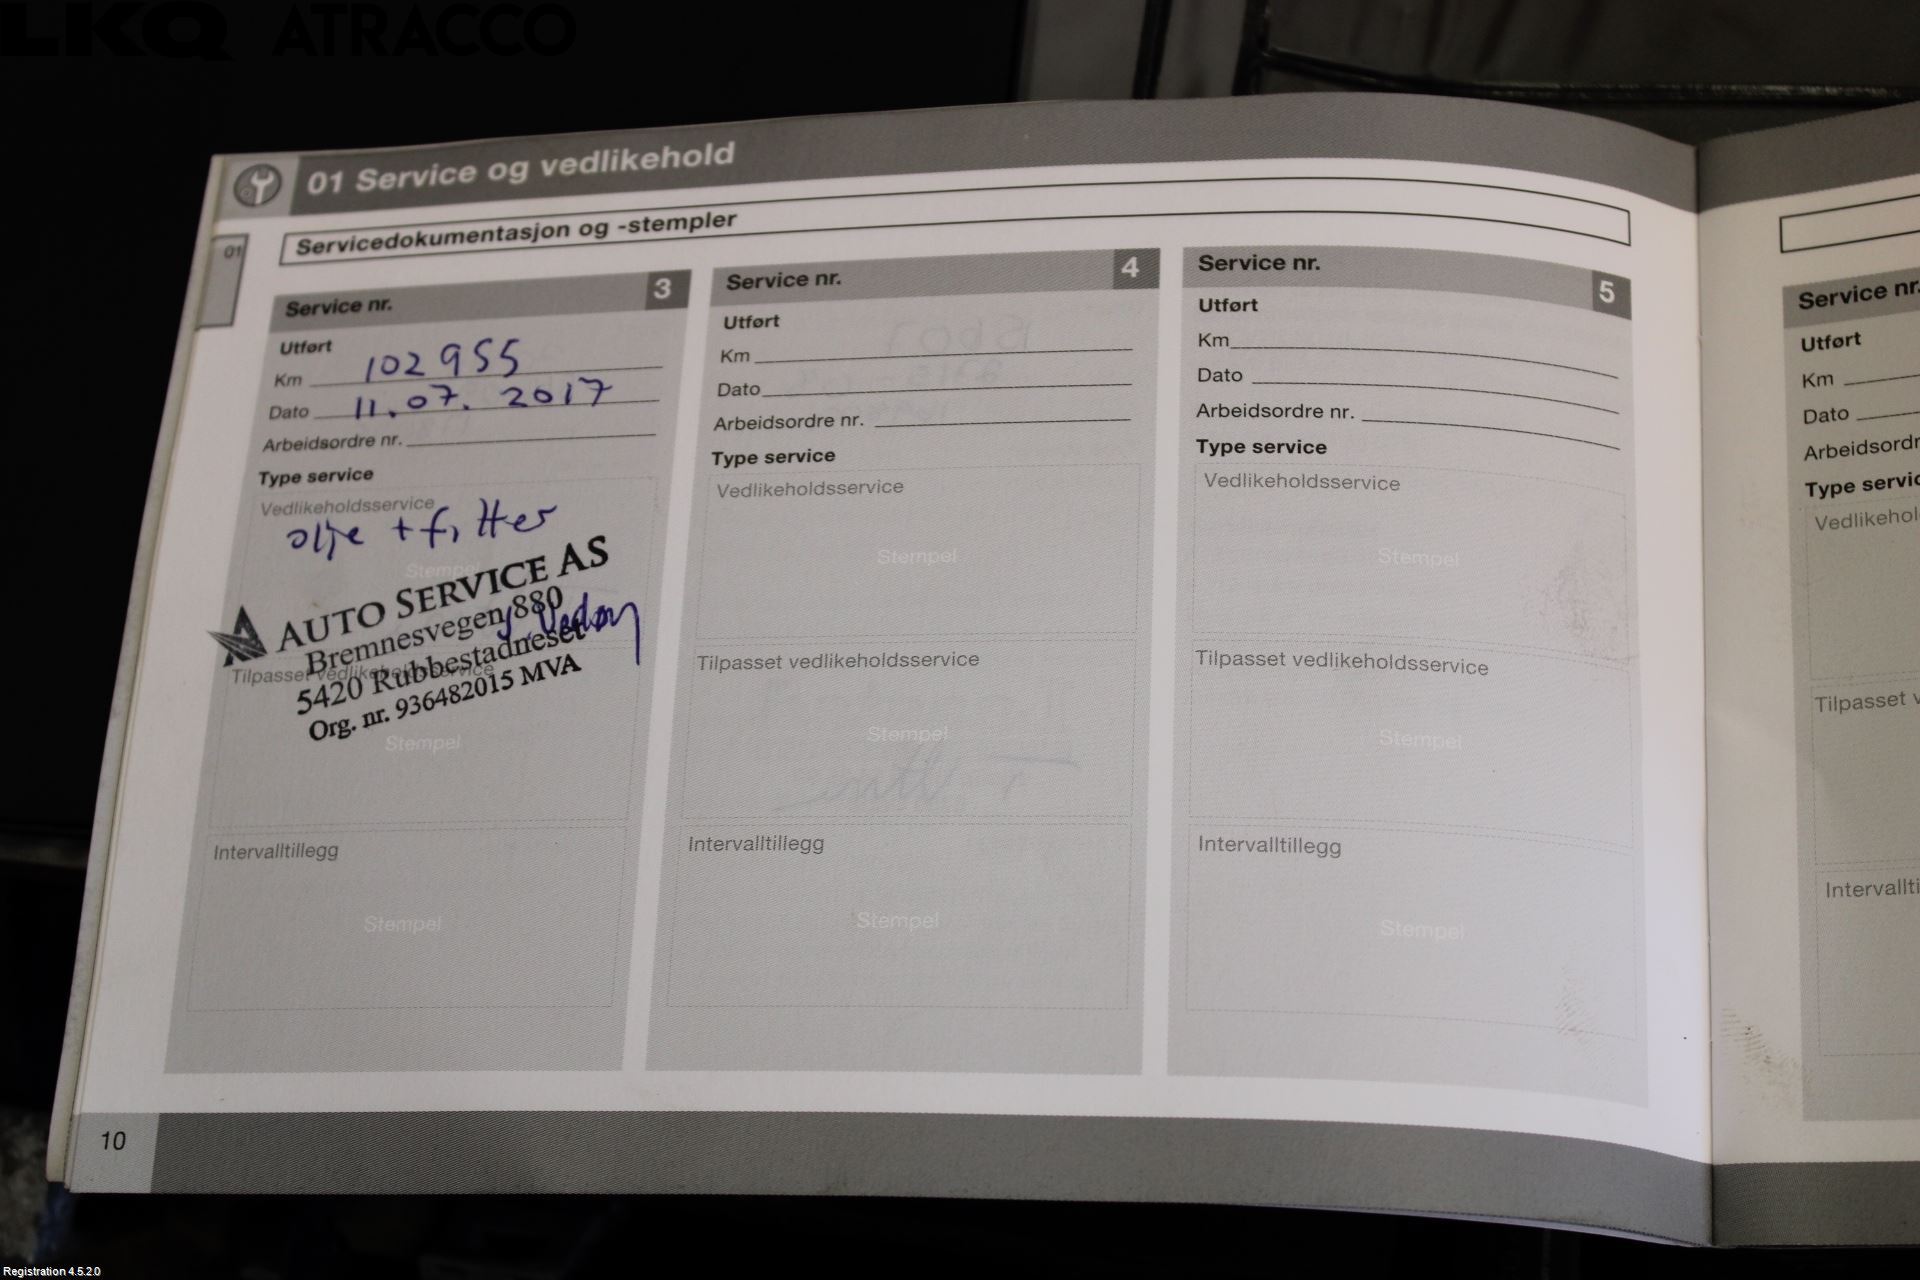 LKQ ATRACCO
01 Service og vedlikehold
01
Servicedokumentasjon og -stempler
Service nr. 3
Utført
Km 102955
Dato 11.07.2017
Arbeidsordre nr.
Type service
Vedlikeholdsservice
olje + filter
Stempel
AUTO SERVICE AS
Bremnesvegen 880
5420 Rubbestadneset
Org. nr. 936482015 MVA
Tilpasset vedlikeholdsservice
Stempel
Intervalltillegg
Stempel
Service nr. 4
Utført
Km
Dato
Arbeidsordre nr.
Type service
Vedlikeholdsservice
Stempel
Tilpasset vedlikeholdsservice
Stempel
Intervalltillegg
Stempel
Service nr. 5
Utført
Km
Dato
Arbeidsordre nr.
Type service
Vedlikeholdsservice
Stempel
Tilpasset vedlikeholdsservice
Stempel
Intervalltillegg
Stempel
Service nr.
Utført
Km
Dato
Arbeidsordr
Type servic
Vedlikehol
Tilpasset v
Intervallti
10
Registration 4.5.2.0